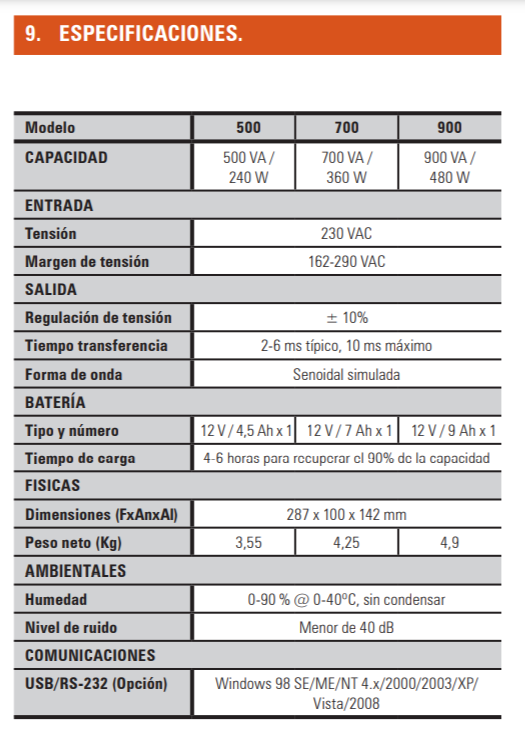 9. ESPECIFICACIONES.
Modelo 500 700 900
CAPACIDAD 500 VA / 700 VA / 900 VA /
240 W 360 W 480 W
ENTRADA
Tensión 230 VAC
Margen de tensión 162-290 VAC
SALIDA
Regulación de tensión ± 10%
Tiempo transferencia 2-6 ms típico, 10 ms máximo
Forma de onda Senoidal simulada
BATERÍA
Tipo y número 12 V / 4,5 Ah x 1 12 V / 7 Ah x 1 12 V / 9 Ah x 1
Tiempo de carga 4-6 horas para recuperar el 90% de la capacidad
FISICAS
Dimensiones (FxAnxAl) 287 x 100 x 142 mm
Peso neto (Kg) 3,55 4,25 4,9
AMBIENTALES
Humedad 0-90 % @ 0-40ºC, sin condensar
Nivel de ruido Menor de 40 dB
COMUNICACIONES
USB/RS-232 (Opción) Windows 98 SE/ME/NT 4.x/2000/2003/XP/
Vista/2008